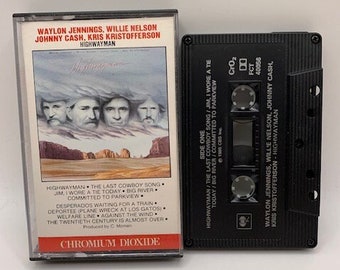 WAYLON JENNINGS, WILLIE NELSON
JOHNNY CASH, KRIS KRISTOFFERSON
HIGHWAYMAN
HIGHWAYMAN • THE LAST COWBOY SONG •
JIM, I WORE A TIE TODAY • BIG RIVER •
COMMITTED TO PARKVIEW
DESPERADOS WAITING FOR A TRAIN •
DEPORTEE (PLANE WRECK AT LOS GATOS) •
WELFARE LINE • AGAINST THE WIND •
THE TWENTIETH CENTURY IS ALMOST OVER •
Produced by C. Moman
CHROMIUM DIOXIDE
CrO2
FCT
40056
SIDE ONE
HIGHWAYMAN / THE LAST COWBOY SONG / JIM, I WORE A TIE
TODAY / BIG RIVER / COMMITTED TO PARKVIEW
WAYLON JENNINGS, WILLIE NELSON, JOHNNY CASH,
KRIS KRISTOFFERSON - HIGHWAYMAN